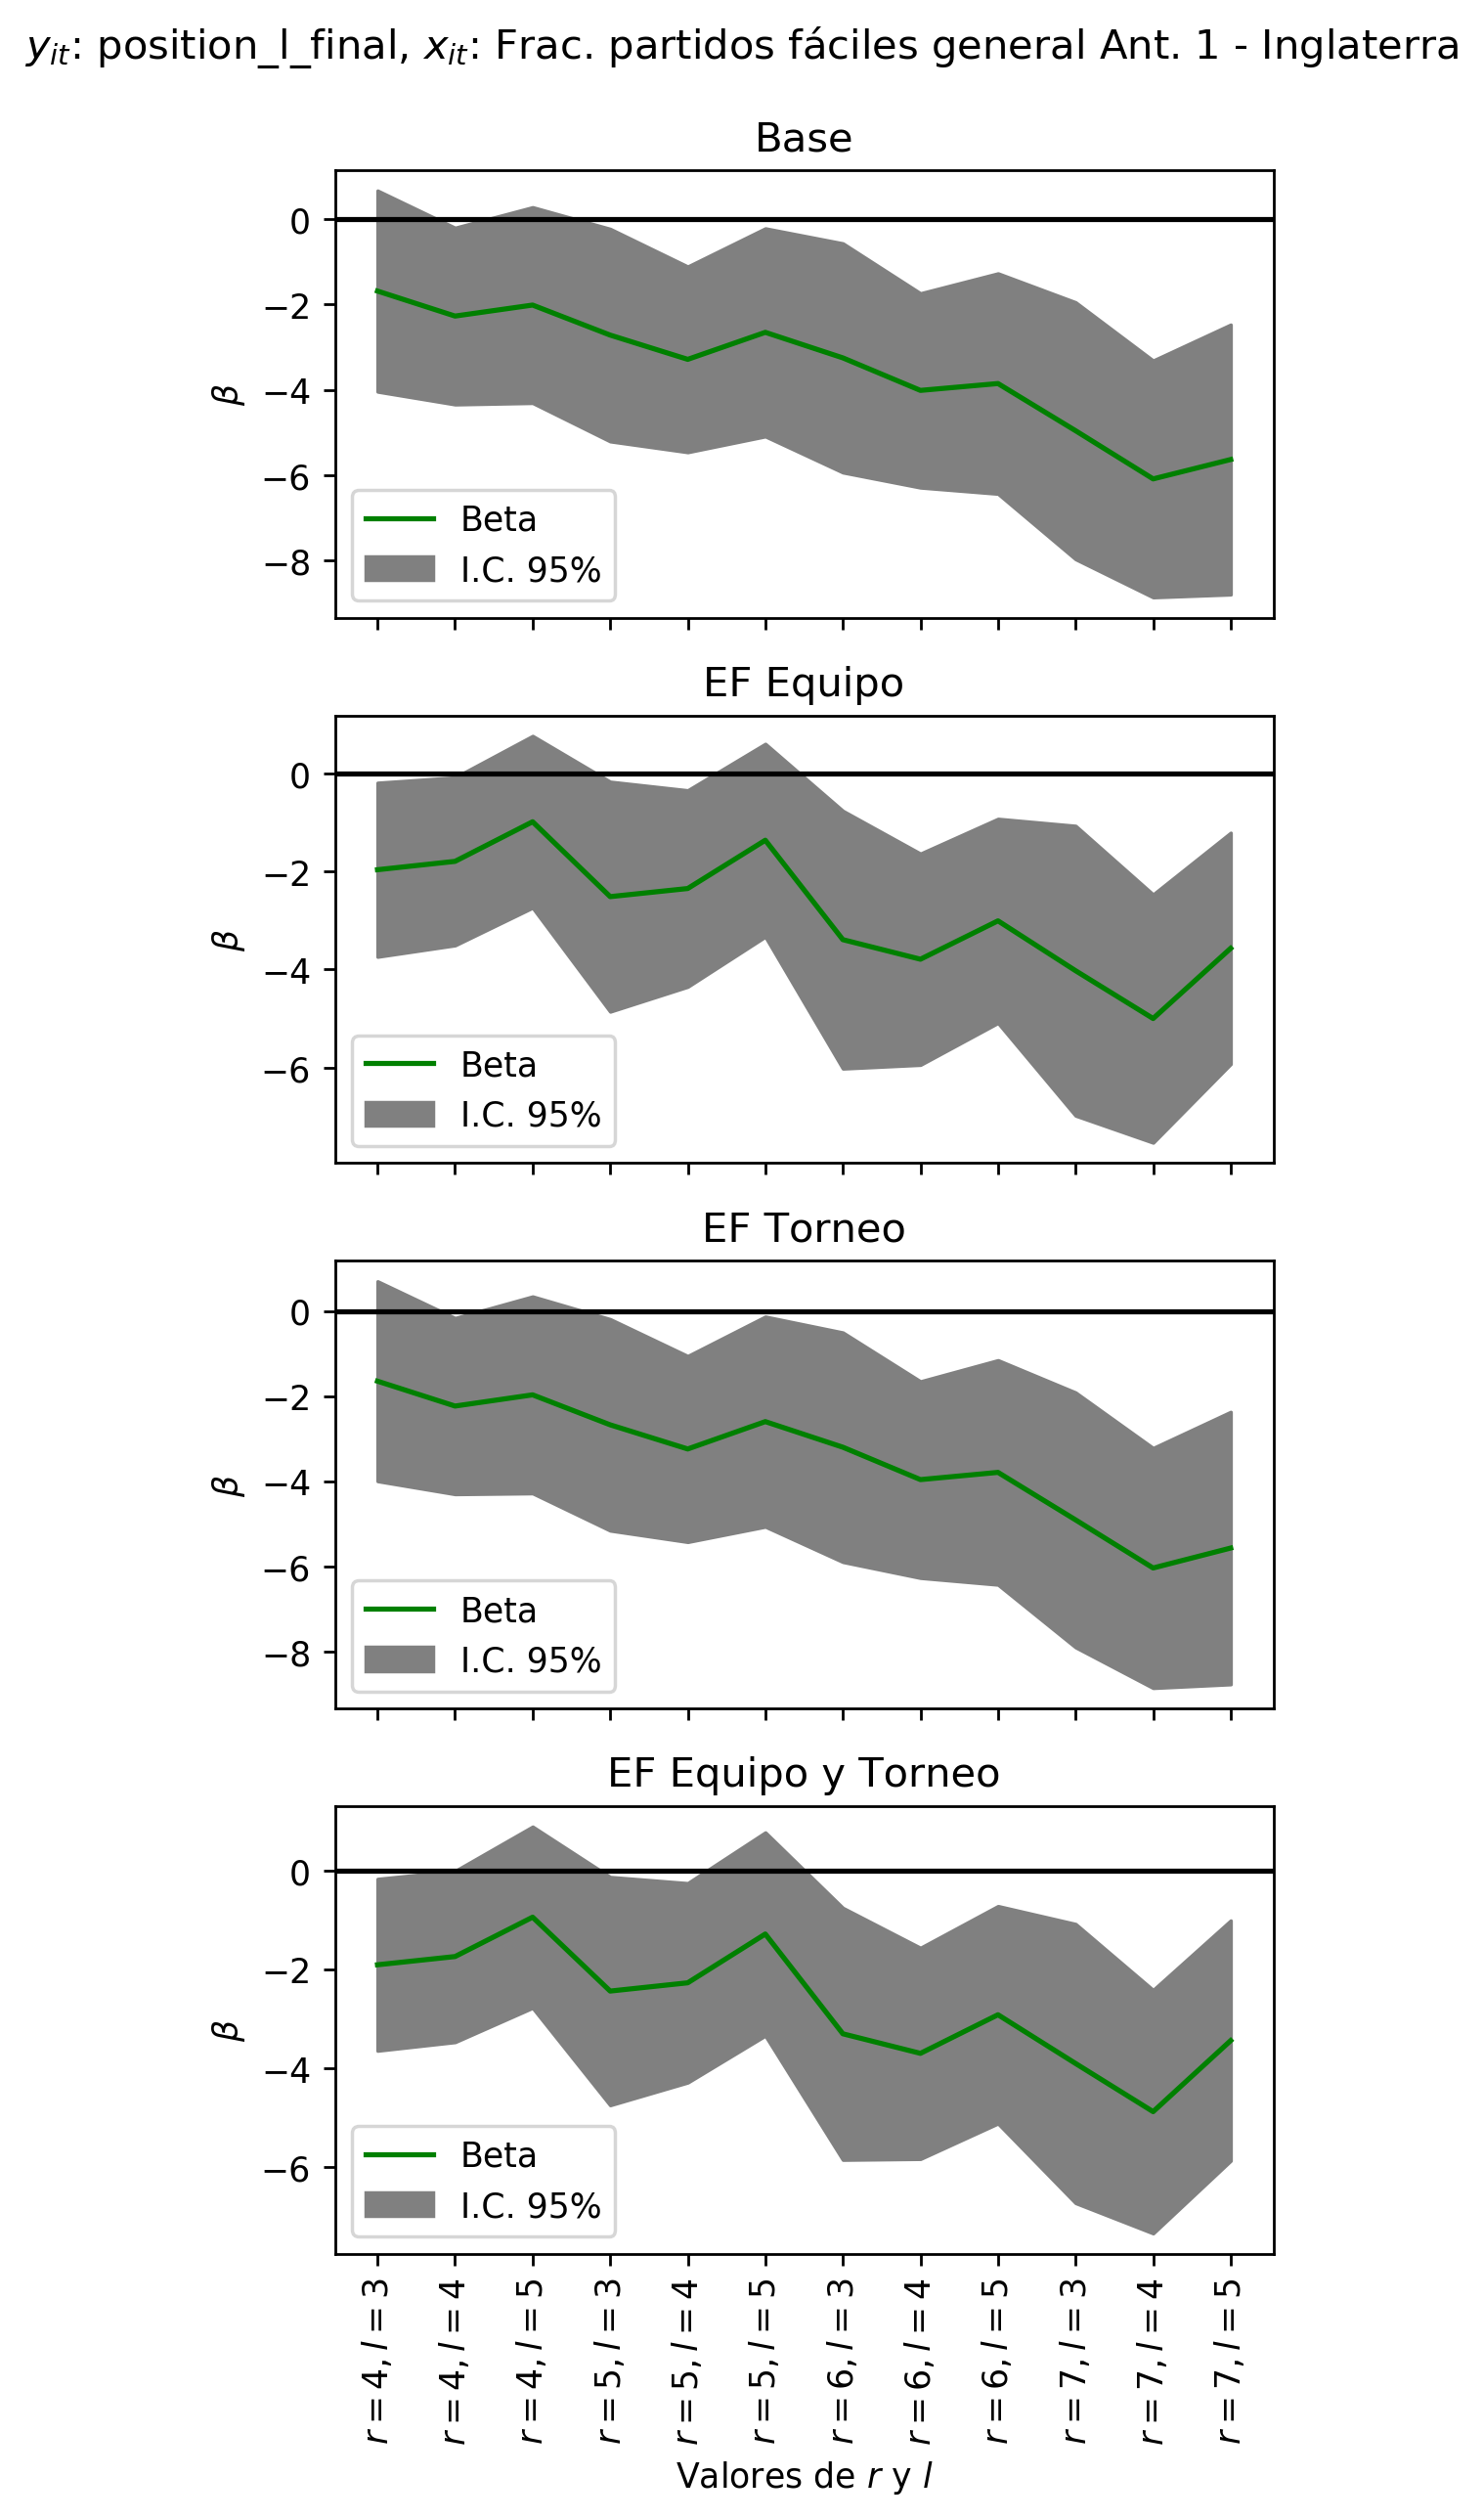 y_it: position_l_final, x_it: Frac. partidos fáciles general Ant. 1 - Inglaterra
Base
0
−2
−4
−6
−8
β
Beta
I.C. 95%
EF Equipo
0
−2
−4
−6
β
Beta
I.C. 95%
EF Torneo
0
−2
−4
−6
−8
β
Beta
I.C. 95%
EF Equipo y Torneo
0
−2
−4
−6
β
Beta
I.C. 95%
r = 4, l = 3
r = 4, l = 4
r = 4, l = 5
r = 5, l = 3
r = 5, l = 4
r = 5, l = 5
r = 6, l = 3
r = 6, l = 4
r = 6, l = 5
r = 7, l = 3
r = 7, l = 4
r = 7, l = 5
Valores de r y l